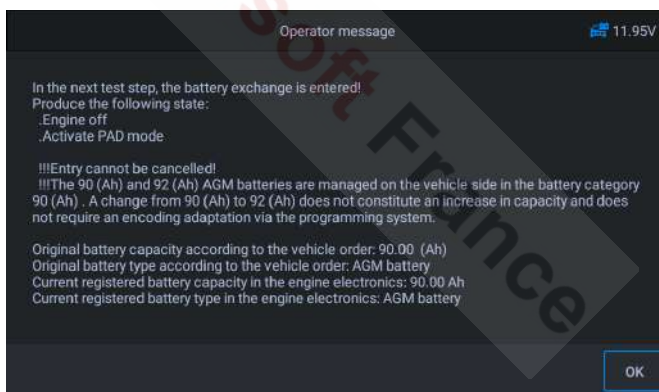 Operator message
11.95V
In the next test step, the battery exchange is entered!
Produce the following state:
.Engine off
.Activate PAD mode
!!!Entry cannot be cancelled!
!!!The 90 (Ah) and 92 (Ah) AGM batteries are managed on the vehicle side in the battery category
90 (Ah) . A change from 90 (Ah) to 92 (Ah) does not constitute an increase in capacity and does
not require an encoding adaptation via the programming system.
Original battery capacity according to the vehicle order: 90.00 (Ah)
Original battery type according to the vehicle order: AGM battery
Current registered battery capacity in the engine electronics: 90.00 Ah
Current registered battery type in the engine electronics: AGM battery
OK
soft France